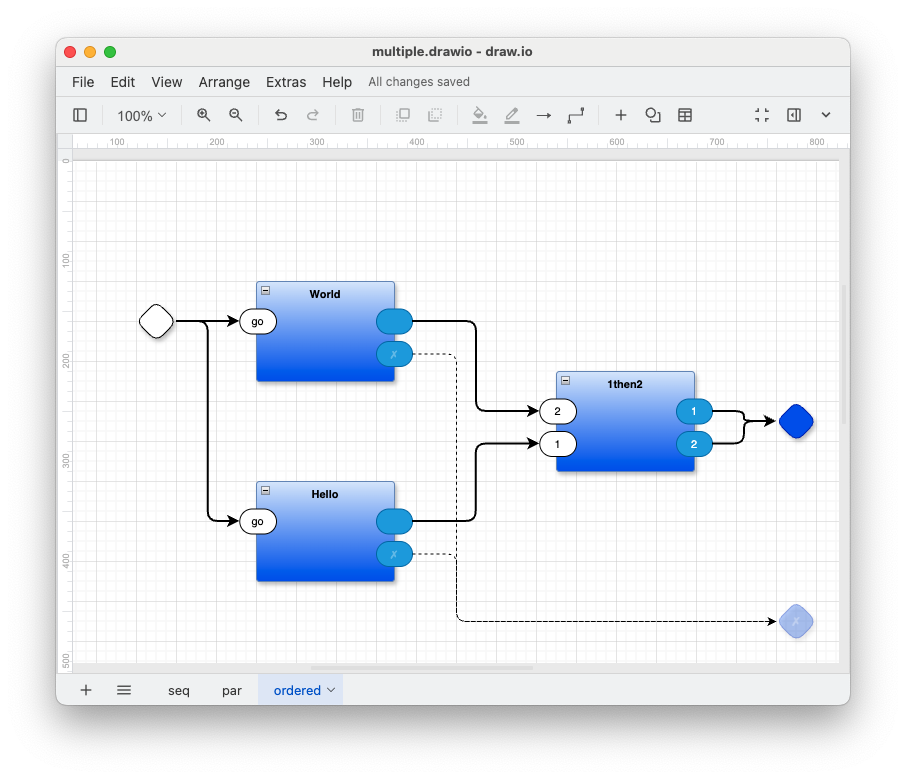 multiple.drawio - draw.io
File Edit View Arrange Extras Help All changes saved
100%
100 200 300 400 500 600 700 800
0
100
200
300
400
500
World
go
✗
1then2
2 1
1 2
Hello
go
✗
✗
seq par ordered